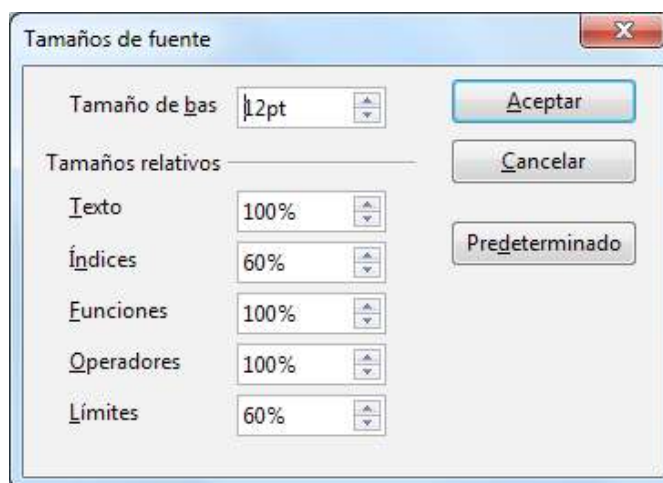 Tamaños de fuente
Tamaño de bas 12pt
Aceptar
Tamaños relativos
Cancelar
Texto 100%
Predeterminado
Índices 60%
Funciones 100%
Operadores 100%
Límites 60%